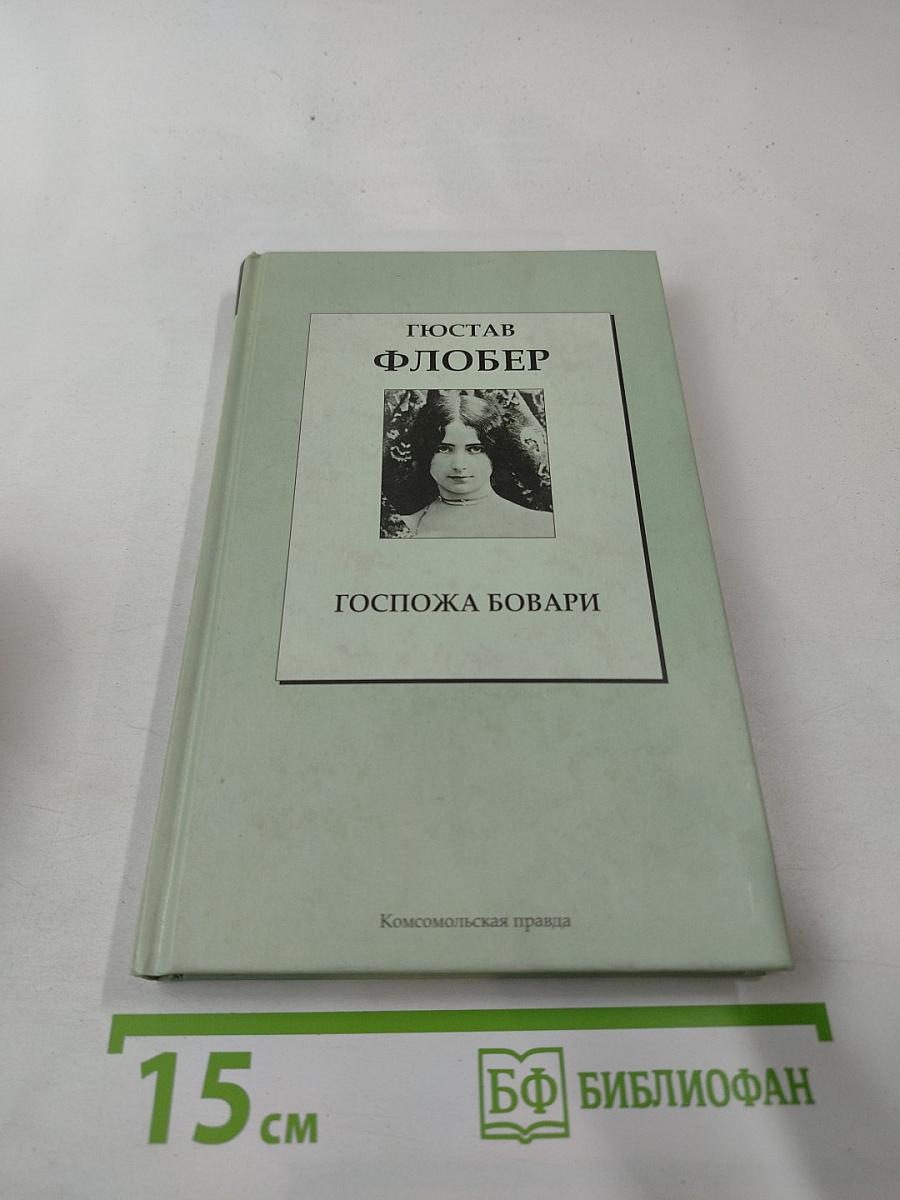 ГЮСТАВ
ФЛОБЕР
ГОСПОЖА БОВАРИ
Комсомольская правда
15 см
БФ БИБЛИОФАН